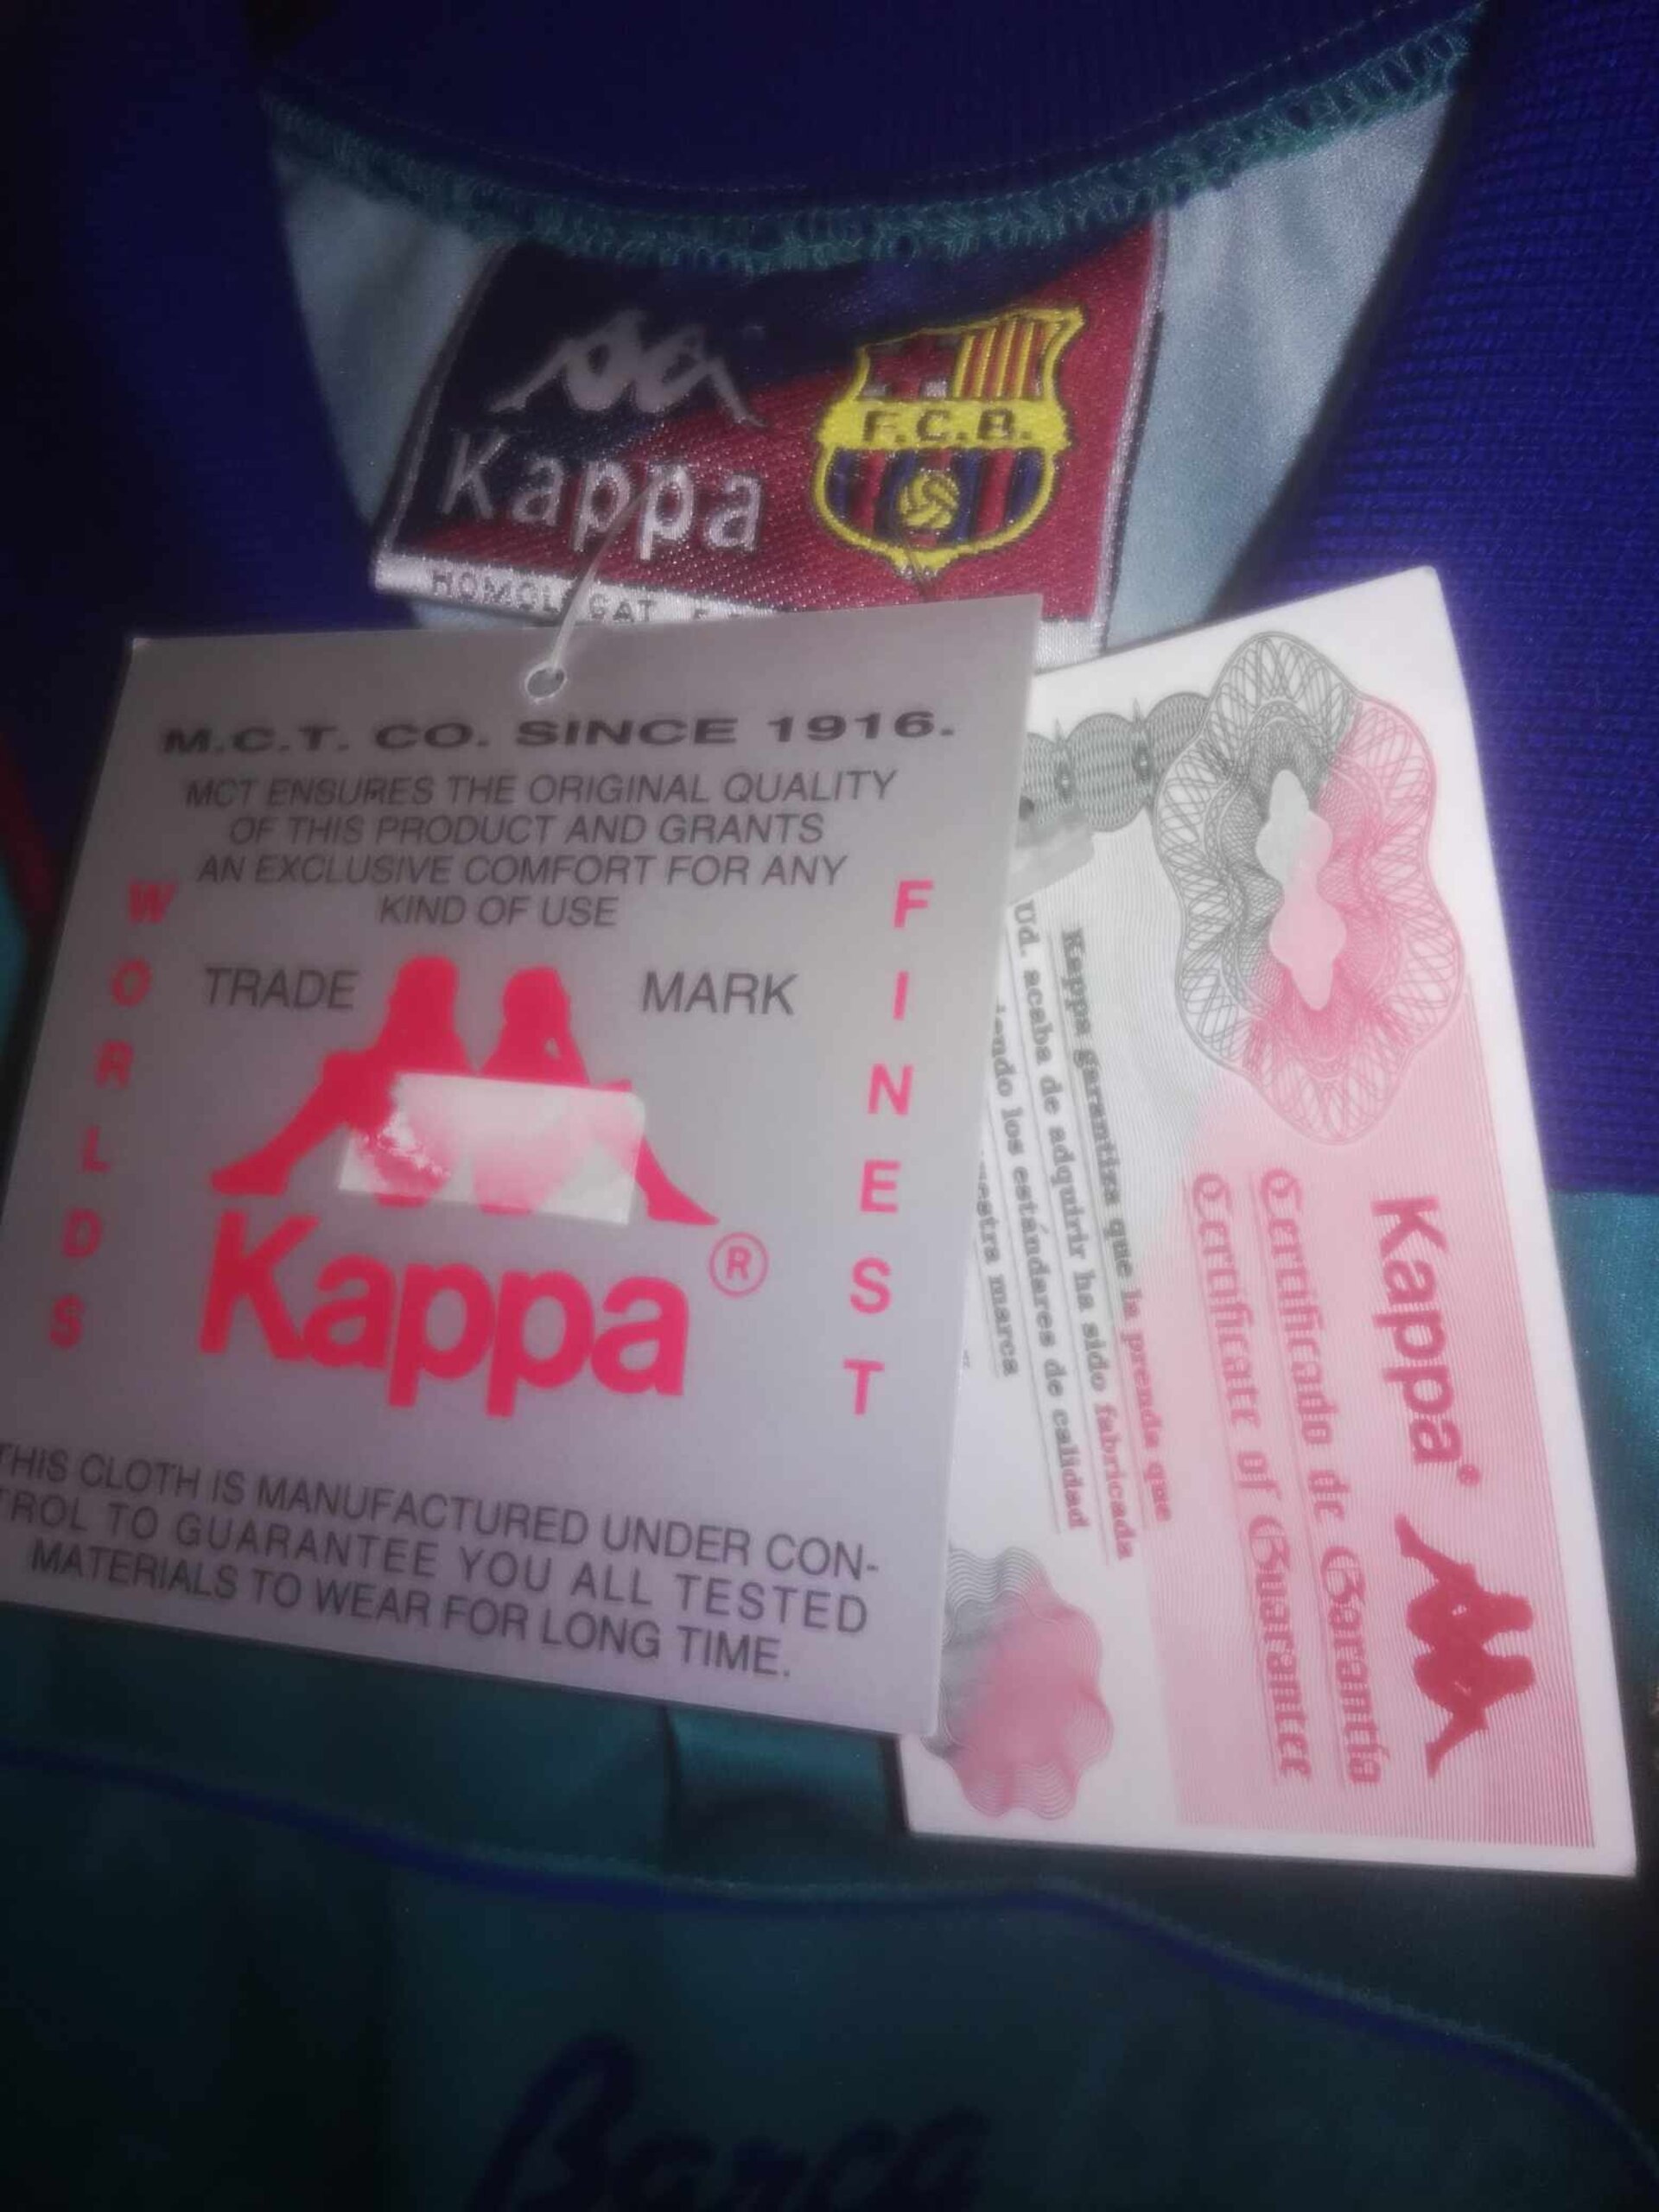 Kappa
F.C.B.
M.C.T. CO. SINCE 1916.
MCT ENSURES THE ORIGINAL QUALITY
OF THIS PRODUCT AND GRANTS
AN EXCLUSIVE COMFORT FOR ANY
KIND OF USE
WORLDS
FINEST
TRADE MARK
Kappa®
THIS CLOTH IS MANUFACTURED UNDER CON-
TROL TO GUARANTEE YOU ALL TESTED
MATERIALS TO WEAR FOR LONG TIME.
Kappa®
Certificado de Garantía
Certificate of Guarantee
Kappa garantiza que la prenda que
Ud. acaba de adquirir ha sido fabricada
los estándares de calidad
marca
Barça